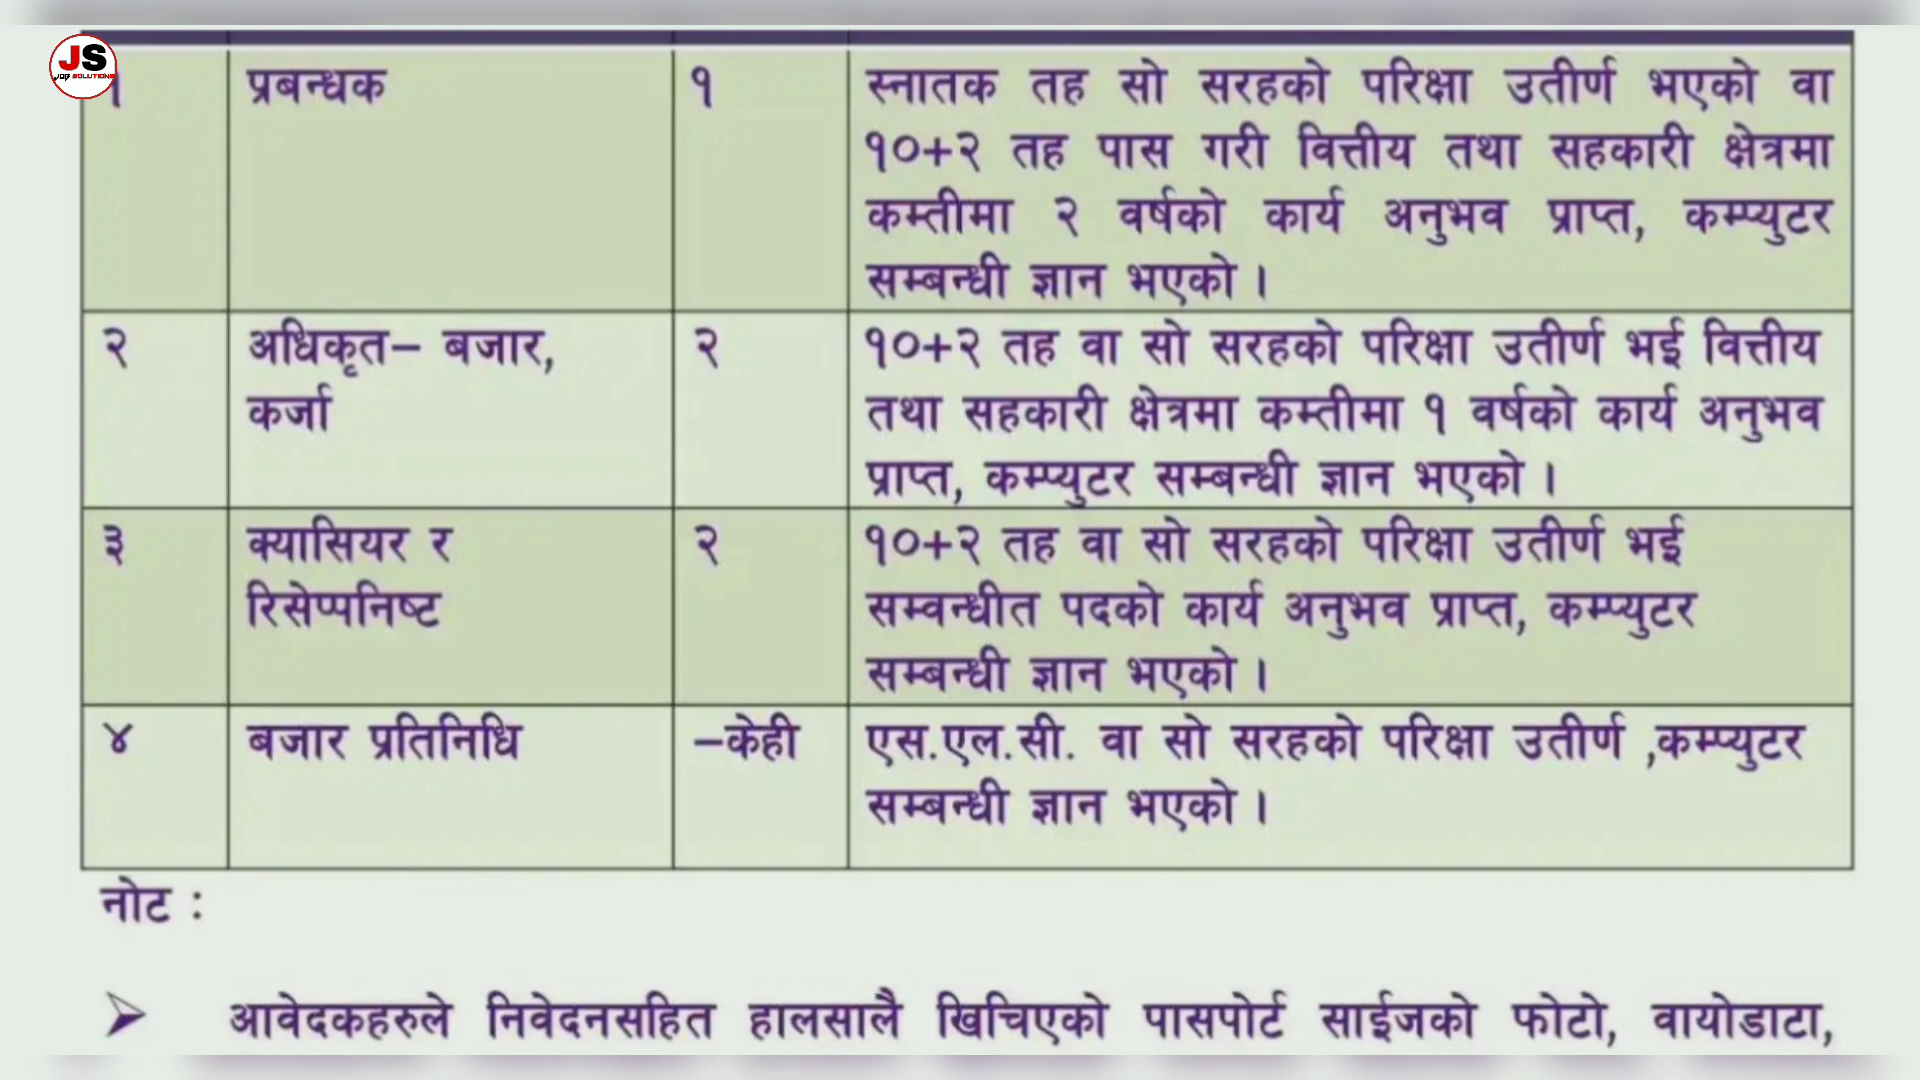 JS
JOB SOLUTIONS
१ प्रबन्धक १ स्नातक तह सो सरहको परिक्षा उतीर्ण भएको वा
१०+२ तह पास गरी वित्तीय तथा सहकारी क्षेत्रमा
कम्तीमा २ वर्षको कार्य अनुभव प्राप्त, कम्प्युटर
सम्बन्धी ज्ञान भएको ।
२ अधिकृत– बजार, २ १०+२ तह वा सो सरहको परिक्षा उतीर्ण भई वित्तीय
कर्जा तथा सहकारी क्षेत्रमा कम्तीमा १ वर्षको कार्य अनुभव
प्राप्त, कम्प्युटर सम्बन्धी ज्ञान भएको ।
३ क्यासियर र २ १०+२ तह वा सो सरहको परिक्षा उतीर्ण भई
रिसेप्पनिष्ट सम्वन्धीत पदको कार्य अनुभव प्राप्त, कम्प्युटर
सम्बन्धी ज्ञान भएको ।
४ बजार प्रतिनिधि –केही एस.एल.सी. वा सो सरहको परिक्षा उतीर्ण ,कम्प्युटर
सम्बन्धी ज्ञान भएको ।
नोट :
➢ आवेदकहरुले निवेदनसहित हालसालै खिचिएको पासपोर्ट साईजको फोटो, वायोडाटा,